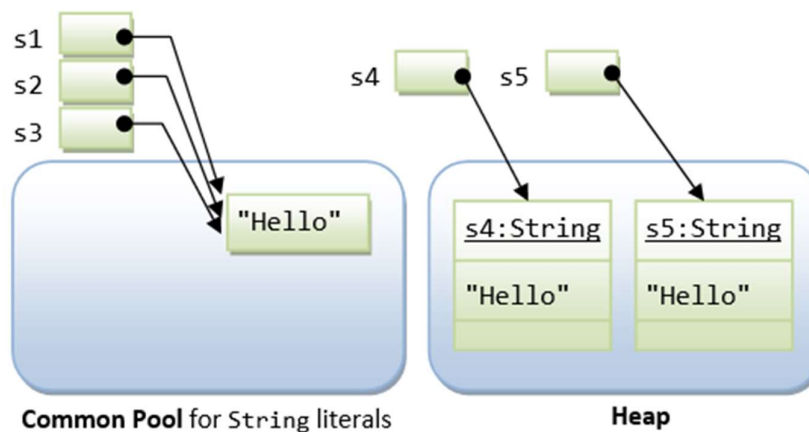 s1
s2
s3
s4
s5
"Hello"
s4:String
"Hello"
s5:String
"Hello"
Common Pool for String literals
Heap